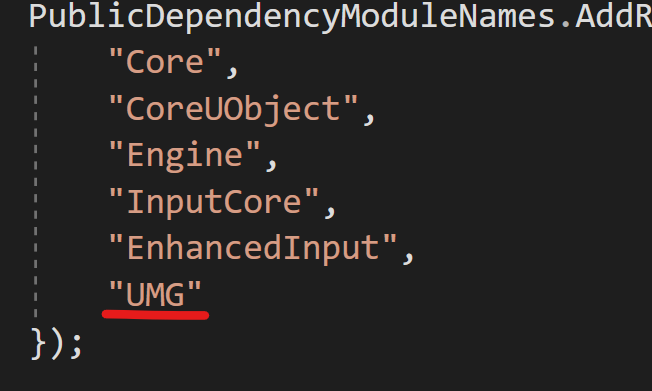 PublicDependencyModuleNames.AddR
"Core",
"CoreUObject",
"Engine",
"InputCore",
"EnhancedInput",
"UMG"
});